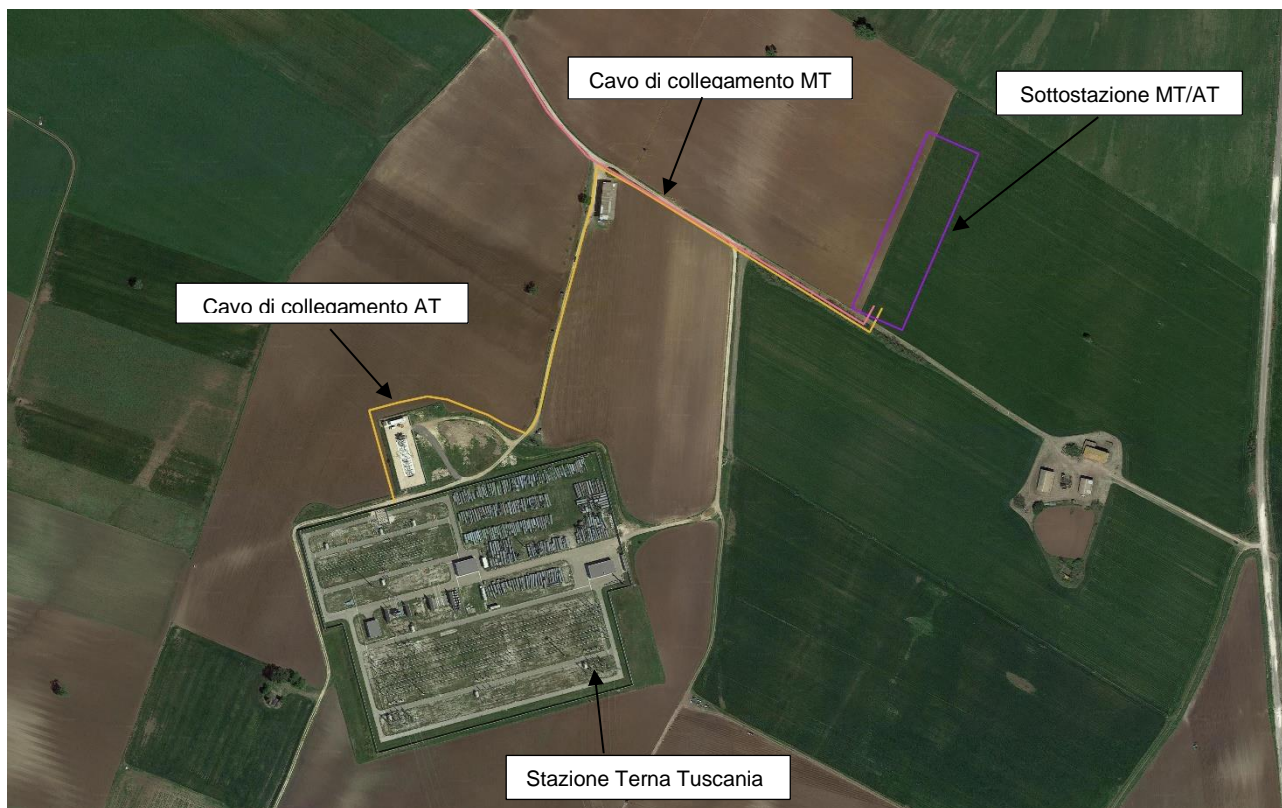 Cavo di collegamento MT
Sottostazione MT/AT
Cavo di collegamento AT
Stazione Terna Tuscania